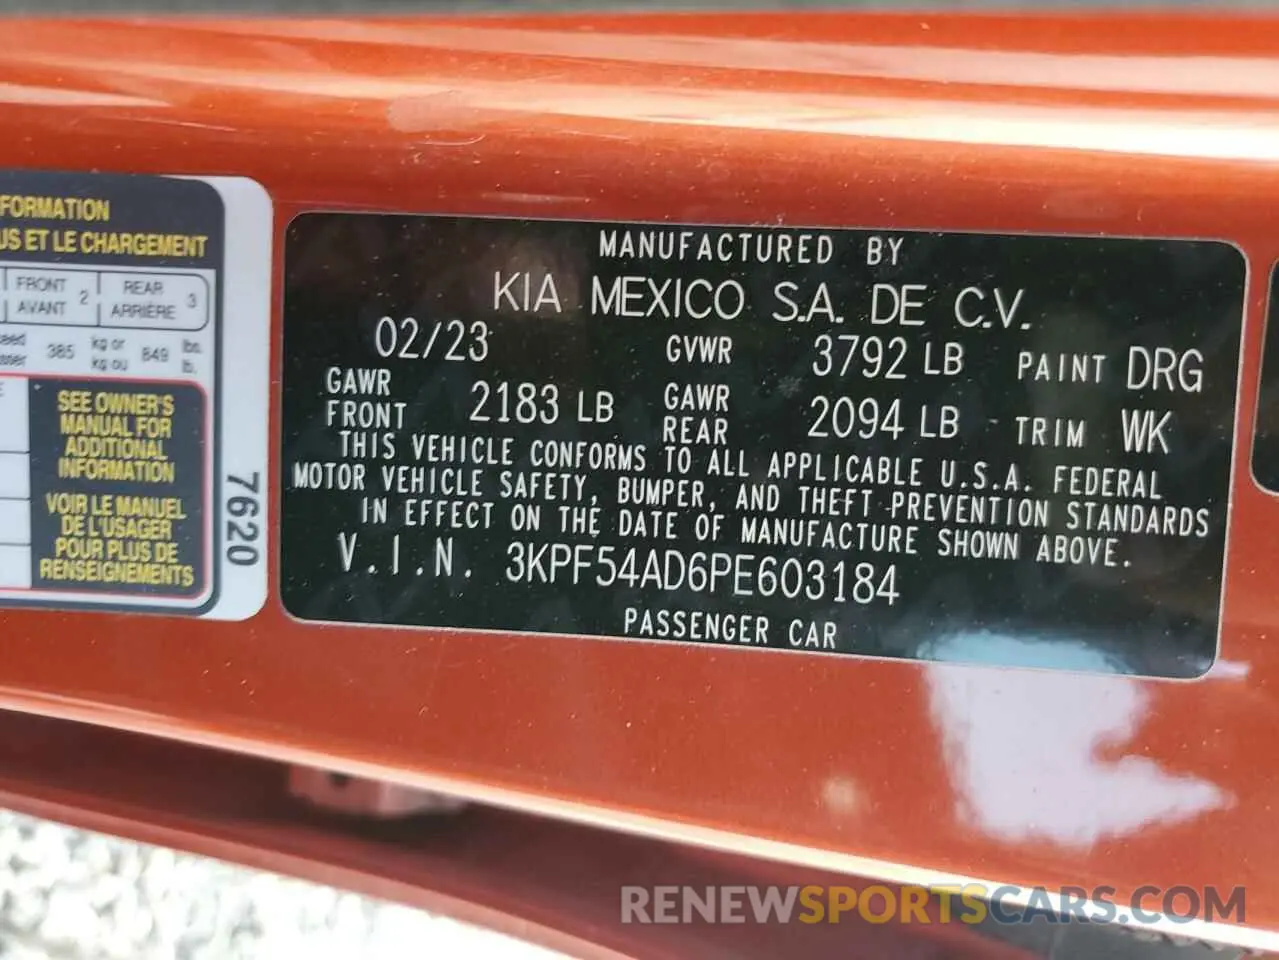 FORMATION
US ET LE CHARGEMENT
FRONT
AVANT 2
REAR
ARRIÈRE 3
385 kg or
kg ou 849 lbs.
lb.
SEE OWNER'S
MANUAL FOR
ADDITIONAL
INFORMATION
VOIR LE MANUEL
DE L'USAGER
POUR PLUS DE
RENSEIGNEMENTS
7620
MANUFACTURED BY
KIA MEXICO S.A. DE C.V.
02/23 GVWR 3792 LB PAINT DRG
GAWR
FRONT 2183 LB GAWR
REAR 2094 LB TRIM WK
THIS VEHICLE CONFORMS TO ALL APPLICABLE U.S.A. FEDERAL
MOTOR VEHICLE SAFETY, BUMPER, AND THEFT PREVENTION STANDARDS
IN EFFECT ON THE DATE OF MANUFACTURE SHOWN ABOVE.
V.I.N. 3KPF54AD6PE603184
PASSENGER CAR
RENEWSPORTSCARS.COM